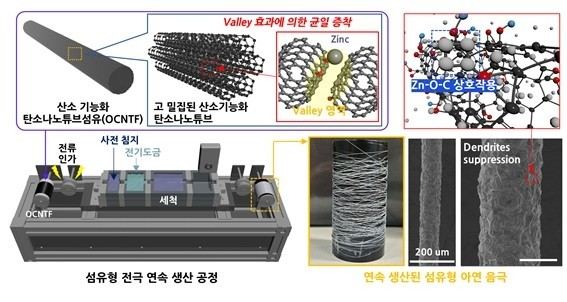 Valley 효과에 의한 균일 증착
Zinc
Valley 영역
산소 기능화
탄소나노튜브섬유(OCNTF)
고 밀집된 산소기능화
탄소나노튜브
Zn-O-C 상호작용
전류
인가
사전 침지
전기도금
세척
OCNTF
섬유형 전극 연속 생산 공정
Dendrites
suppression
200 um
연속 생산된 섬유형 아연 음극